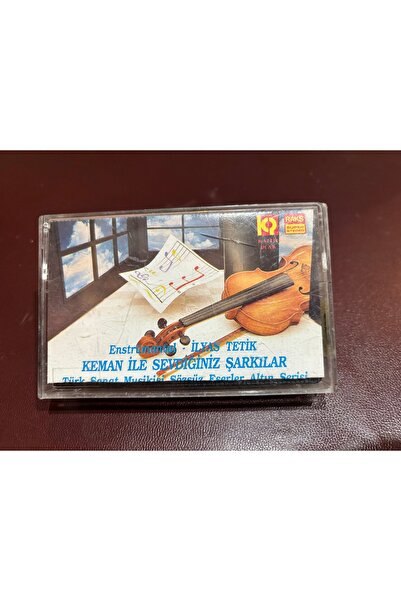 RAKS
Enstrümantal - İLYAS TETİK
KEMAN İLE SEVDİĞİNİZ ŞARKILAR
Türk Sanat Musikisi Sözsüz Eserler Altın Serisi